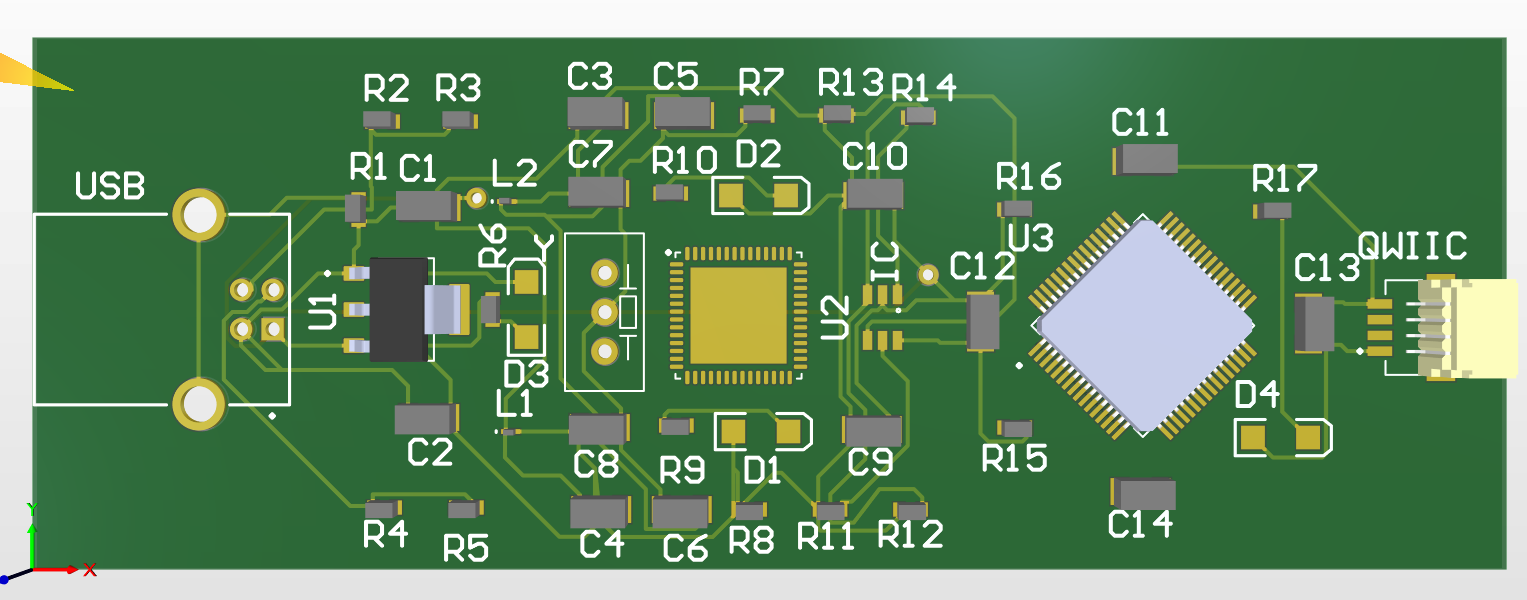 C3 C5 R7 R13 R14
R2 R3
C11
R1 C1 L2 C7 R10 D2 C10
USB R16 R17
R6 Y IC U3 QWIIC
C12 C13
U1 U2
D3
L1 D4
C2 C8 R9 D1 C9 R15
R4 R5 C4 C6 R8 R11 R12 C14
Y
X